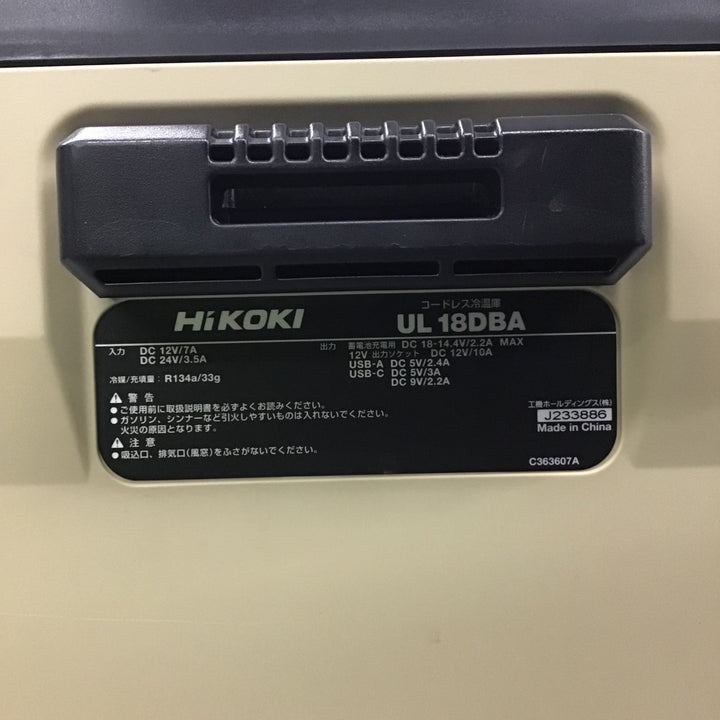 HiKOKI
コードレス冷温庫
UL 18DBA
入力 DC 12V/7A
DC 24V/3.5A
冷媒/充填量: R134a/33g
出力 蓄電池充電用 DC 18-14.4V/2.2A MAX
12V 出力ソケット DC 12V/10A
USB-A DC 5V/2.4A
USB-C DC 5V/3A
DC 9V/2.2A
警告
●ご使用前に取扱説明書を必ずよくお読みください。
●ガソリン、シンナーなど引火しやすいものは入れないでください。
火災の原因となります。
注意
●吸込口、排気口(風窓)をふさがないでください。
工機ホールディングス(株)
J233886
Made in China
C363607A